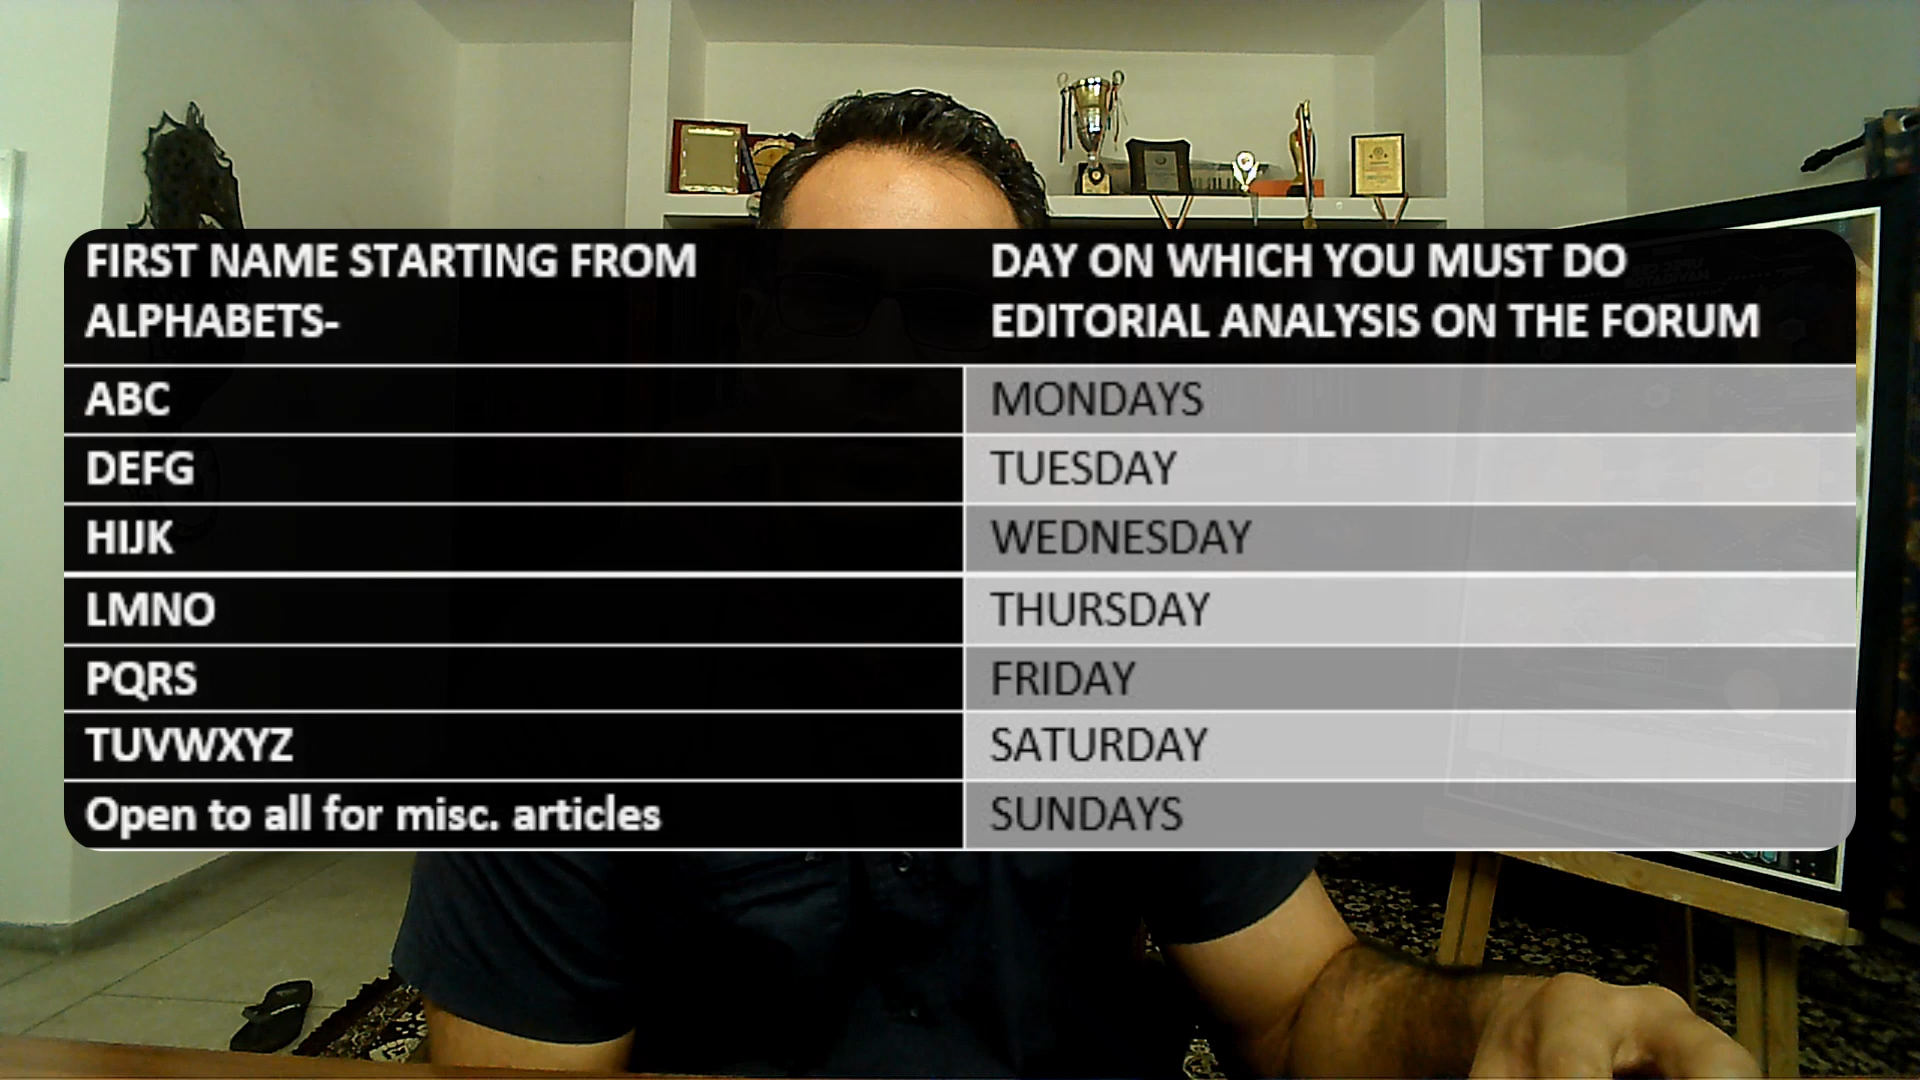 FIRST NAME STARTING FROM
ALPHABETS-
DAY ON WHICH YOU MUST DO
EDITORIAL ANALYSIS ON THE FORUM
ABC
MONDAYS
DEFG
TUESDAY
HIJK
WEDNESDAY
LMNO
THURSDAY
PQRS
FRIDAY
TUVWXYZ
SATURDAY
Open to all for misc. articles
SUNDAYS